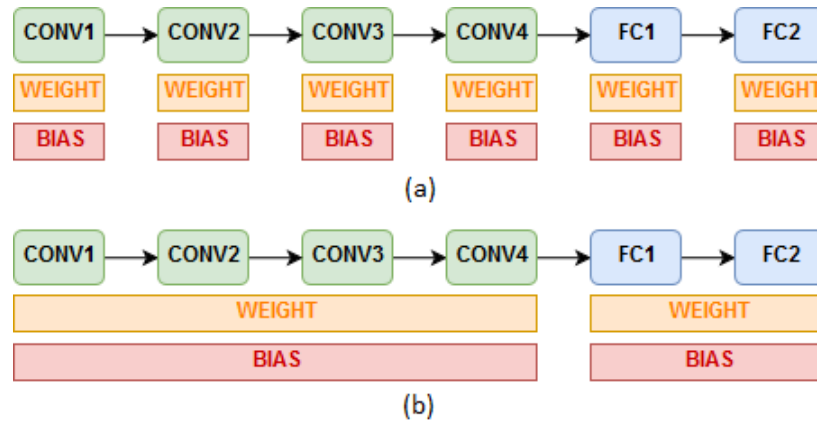 CONV1 CONV2 CONV3 CONV4 FC1 FC2
WEIGHT WEIGHT WEIGHT WEIGHT WEIGHT WEIGHT
BIAS BIAS BIAS BIAS BIAS BIAS
(a)
CONV1 CONV2 CONV3 CONV4 FC1 FC2
WEIGHT WEIGHT
BIAS BIAS
(b)